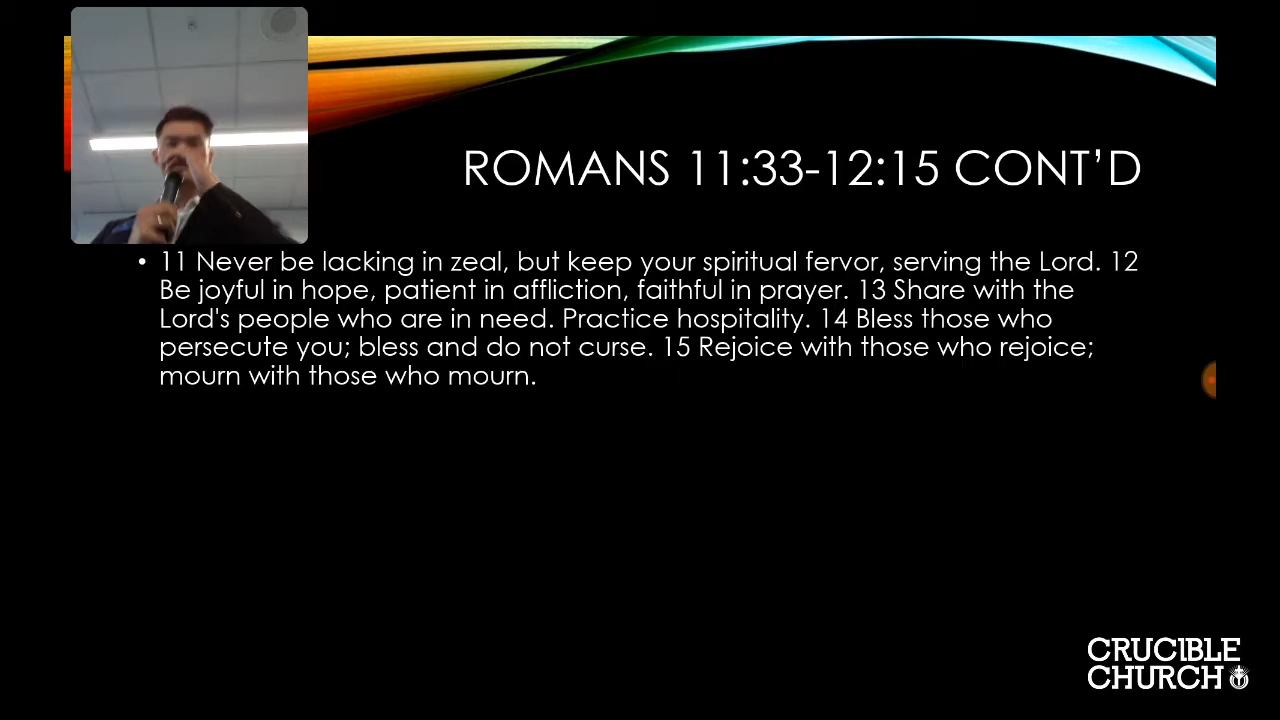 ROMANS 11:33-12:15 CONT’D
• 11 Never be lacking in zeal, but keep your spiritual fervor, serving the Lord. 12
Be joyful in hope, patient in affliction, faithful in prayer. 13 Share with the
Lord's people who are in need. Practice hospitality. 14 Bless those who
persecute you; bless and do not curse. 15 Rejoice with those who rejoice;
mourn with those who mourn.
CRUCIBLE
CHURCH